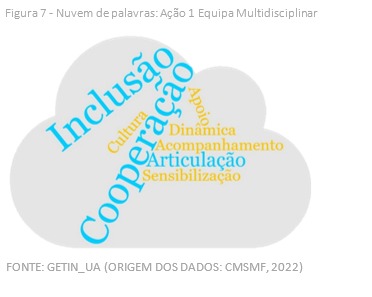 Figura 7 - Nuvem de palavras: Ação 1 Equipa Multidisciplinar
Inclusão
Cooperação
Apoio
Cultura
Dinâmica
Acompanhamento
Articulação
Sensibilização
FONTE: GETIN_UA (ORIGEM DOS DADOS: CMSMF, 2022)